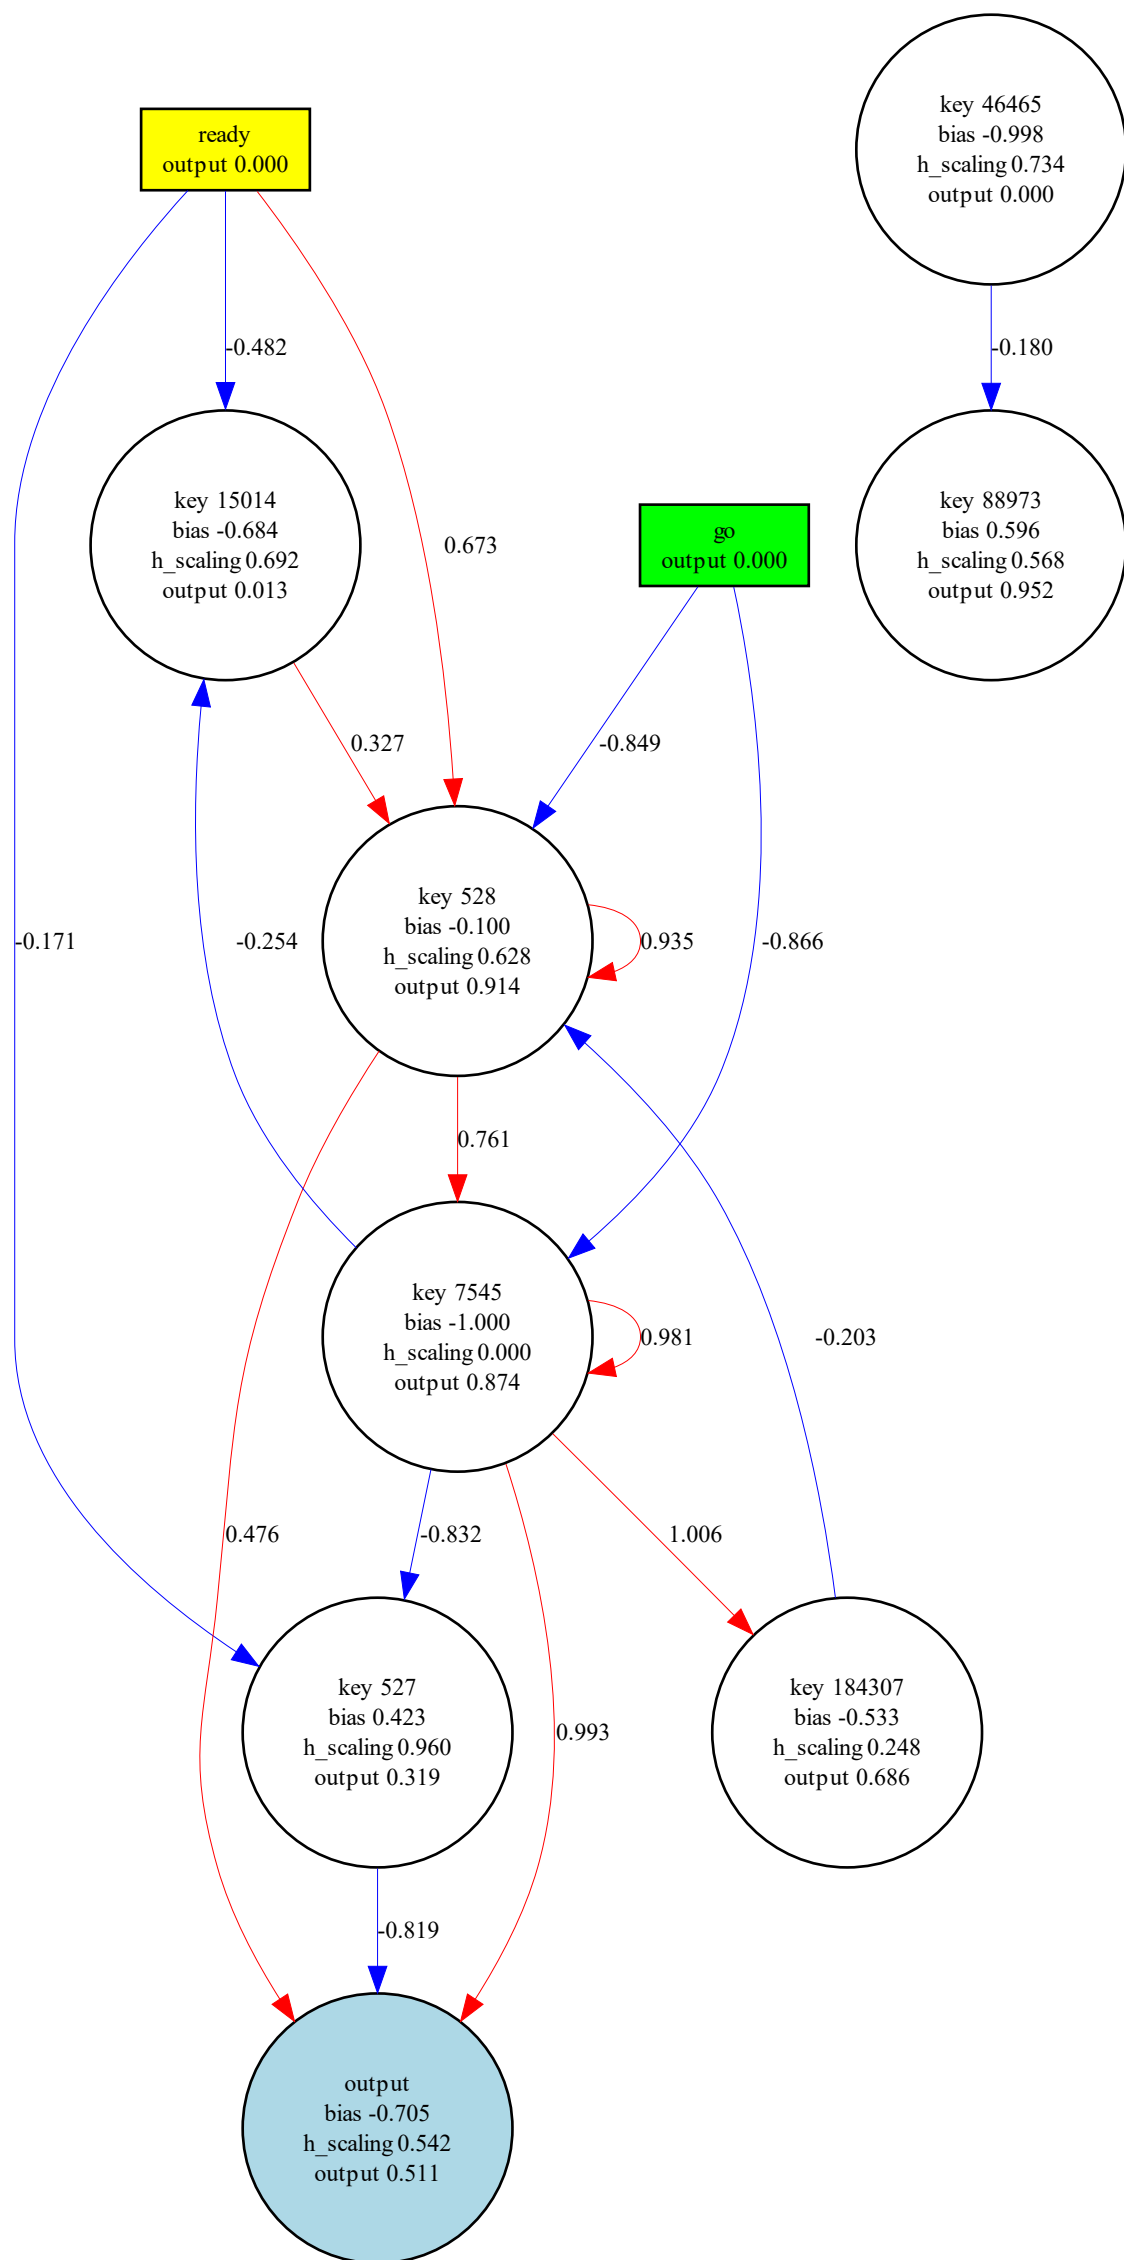 key 46465
bias -0.998
h_scaling 0.734
output 0.000
ready
output 0.000
-0.482
-0.180
key 15014
bias -0.684
h_scaling 0.692
output 0.013
0.673
go
output 0.000
key 88973
bias 0.596
h_scaling 0.568
output 0.952
0.327
-0.849
-0.171
-0.254
key 528
bias -0.100
h_scaling 0.628
output 0.914
0.935
-0.866
0.761
key 7545
bias -1.000
h_scaling 0.000
output 0.874
0.981
-0.203
0.476
-0.832
1.006
key 527
bias 0.423
h_scaling 0.960
output 0.319
0.993
key 184307
bias -0.533
h_scaling 0.248
output 0.686
-0.819
output
bias -0.705
h_scaling 0.542
output 0.511